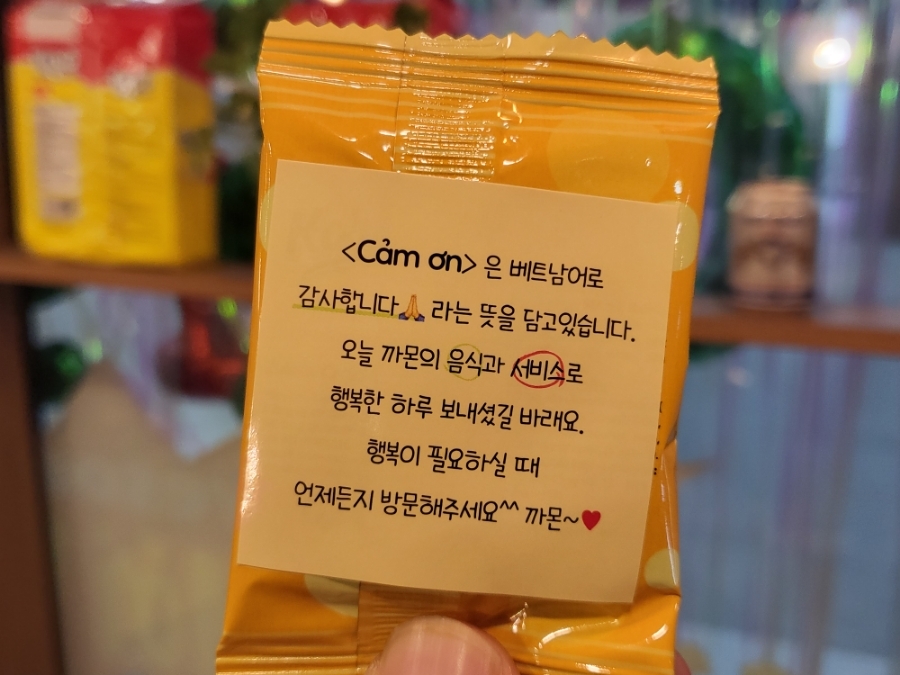 <Cảm ơn> 은 베트남어로
감사합니다🙏 라는 뜻을 담고있습니다.
오늘 까몬의 음식과 서비스로
행복한 하루 보내셨길 바래요.
행복이 필요하실 때
언제든지 방문해주세요^^ 까몬~♥